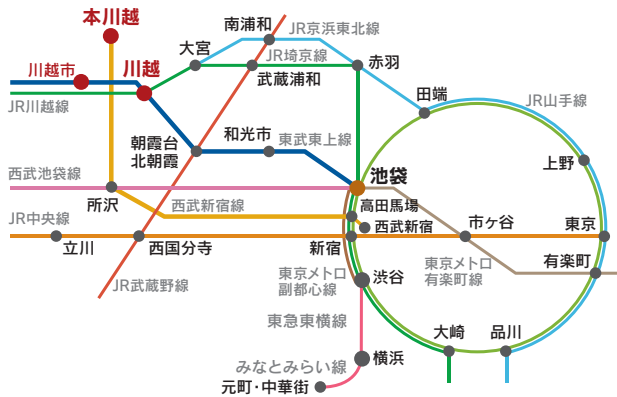 本川越
南浦和
JR京浜東北線
大宮
JR埼京線
川越市
川越
武蔵浦和
赤羽
JR川越線
田端
JR山手線
朝霞台
北朝霞
和光市
東武東上線
上野
西武池袋線
池袋
所沢
西武新宿線
高田馬場
JR中央線
西武新宿
市ヶ谷
東京
立川
西国分寺
新宿
東京メトロ
副都心線
渋谷
東京メトロ
有楽町線
有楽町
JR武蔵野線
東急東横線
大崎
品川
みなとみらい線
横浜
元町・中華街